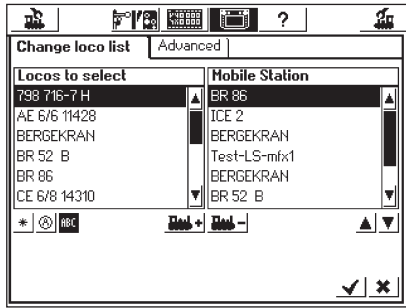 ?
Change loco list
Advanced
Locos to select
Mobile Station
798 716-7 H
AE 6/6 11428
BERGEKRAN
BR 52 B
BR 86
CE 6/8 14310
BR 86
ICE 2
BERGEKRAN
Test-LS-mfx1
BERGEKRAN
BR 52 B
* A ABC
+ -